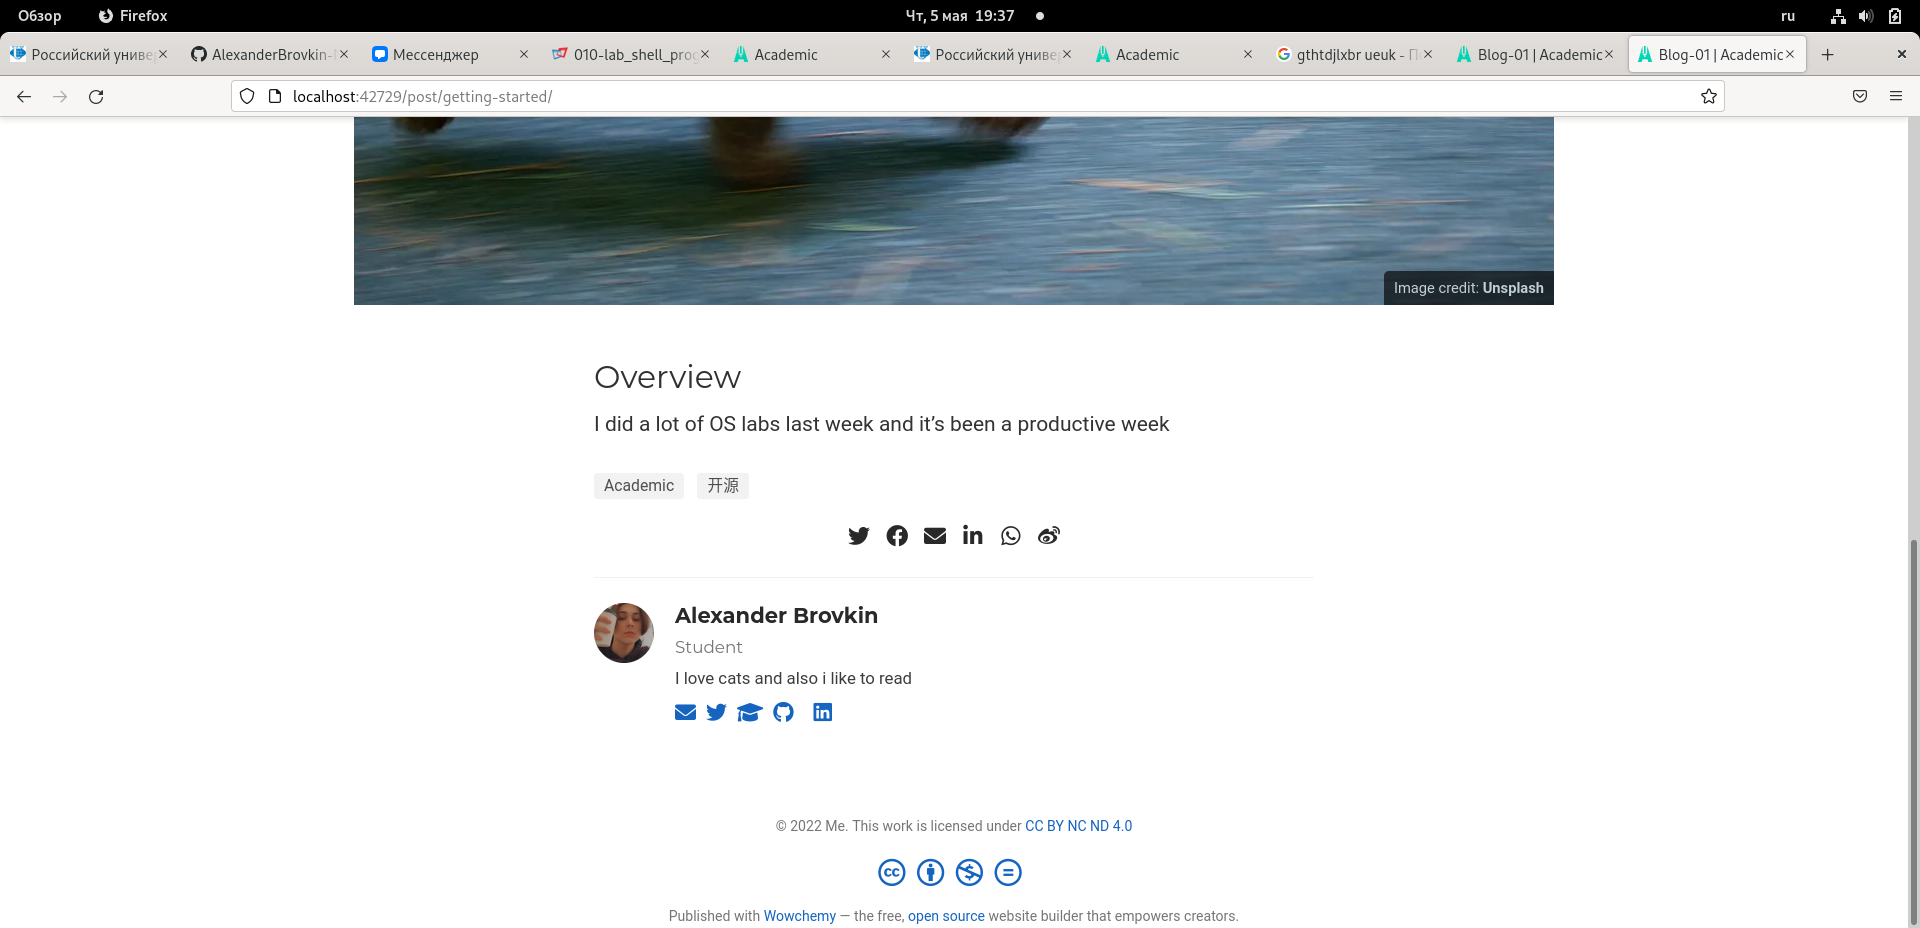 Обзор Firefox Чт, 5 мая 19:37 ru
Российский униве AlexanderBrovkin- Мессенджер 010-lab_shell_prog Academic Российский униве Academic gthtdjlxbr ueuk - П Blog-01 | Academic Blog-01 | Academic
localhost:42729/post/getting-started/
Image credit: Unsplash
Overview
I did a lot of OS labs last week and it’s been a productive week
Academic 开源
Alexander Brovkin
Student
I love cats and also i like to read
© 2022 Me. This work is licensed under CC BY NC ND 4.0
Published with Wowchemy — the free, open source website builder that empowers creators.